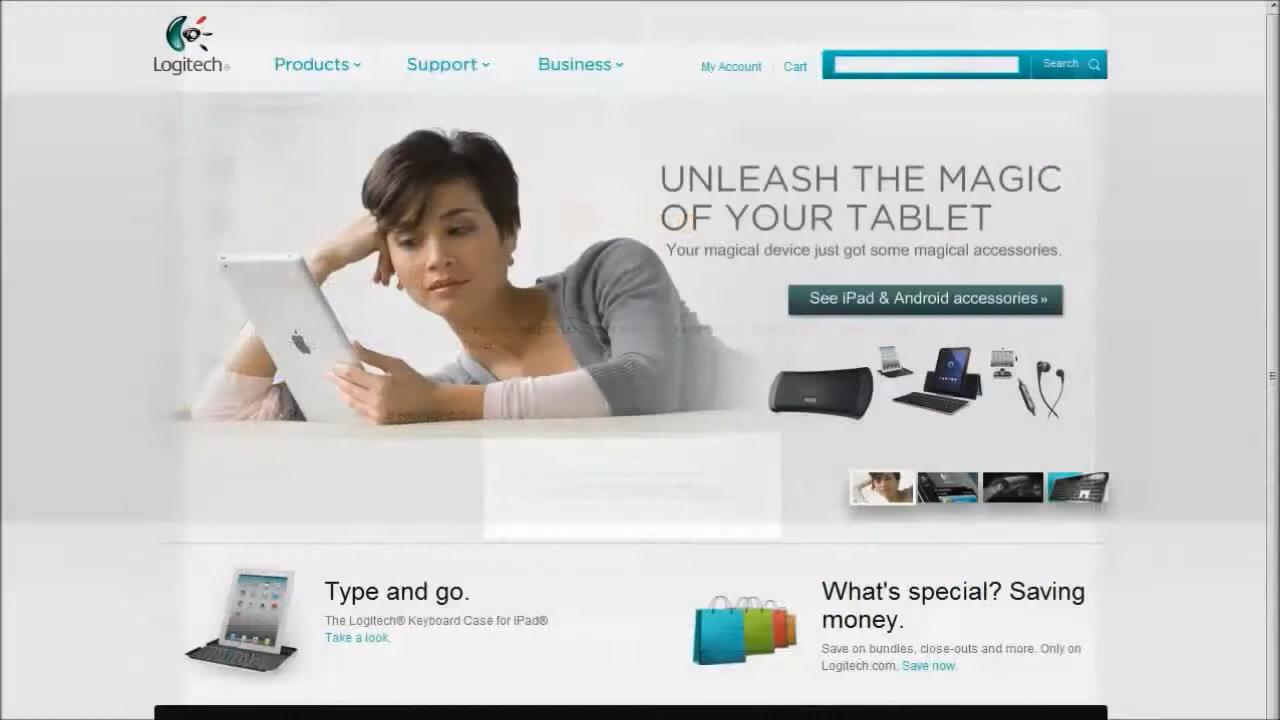 Logitech®
Products
Support
Business
My Account
Cart
Search
UNLEASH THE MAGIC
OF YOUR TABLET
Your magical device just got some magical accessories.
See iPad & Android accessories »
Type and go.
The Logitech® Keyboard Case for iPad®
Take a look.
What's special? Saving
money.
Save on bundles, close-outs and more. Only on
Logitech.com. Save now.